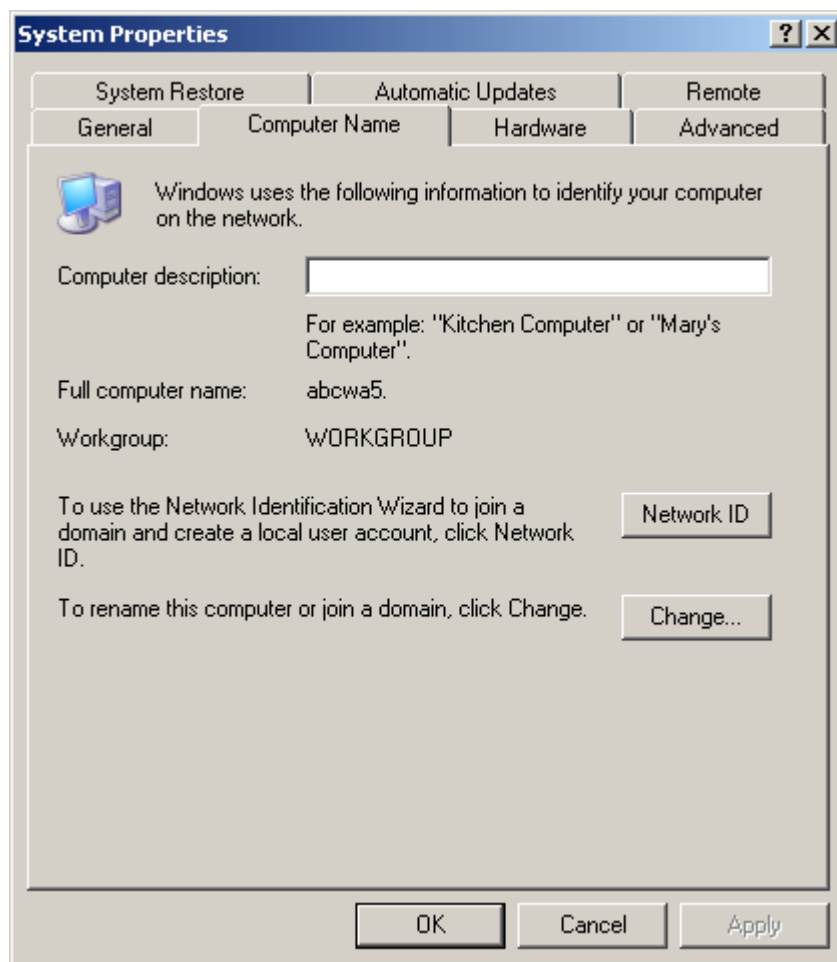 System Properties
System Restore
Automatic Updates
Remote
General
Computer Name
Hardware
Advanced
Windows uses the following information to identify your computer
on the network.
Computer description:
For example: "Kitchen Computer" or "Mary's
Computer".
Full computer name:
abcwa5.
Workgroup:
WORKGROUP
To use the Network Identification Wizard to join a
domain and create a local user account, click Network
ID.
Network ID
To rename this computer or join a domain, click Change.
Change...
OK
Cancel
Apply